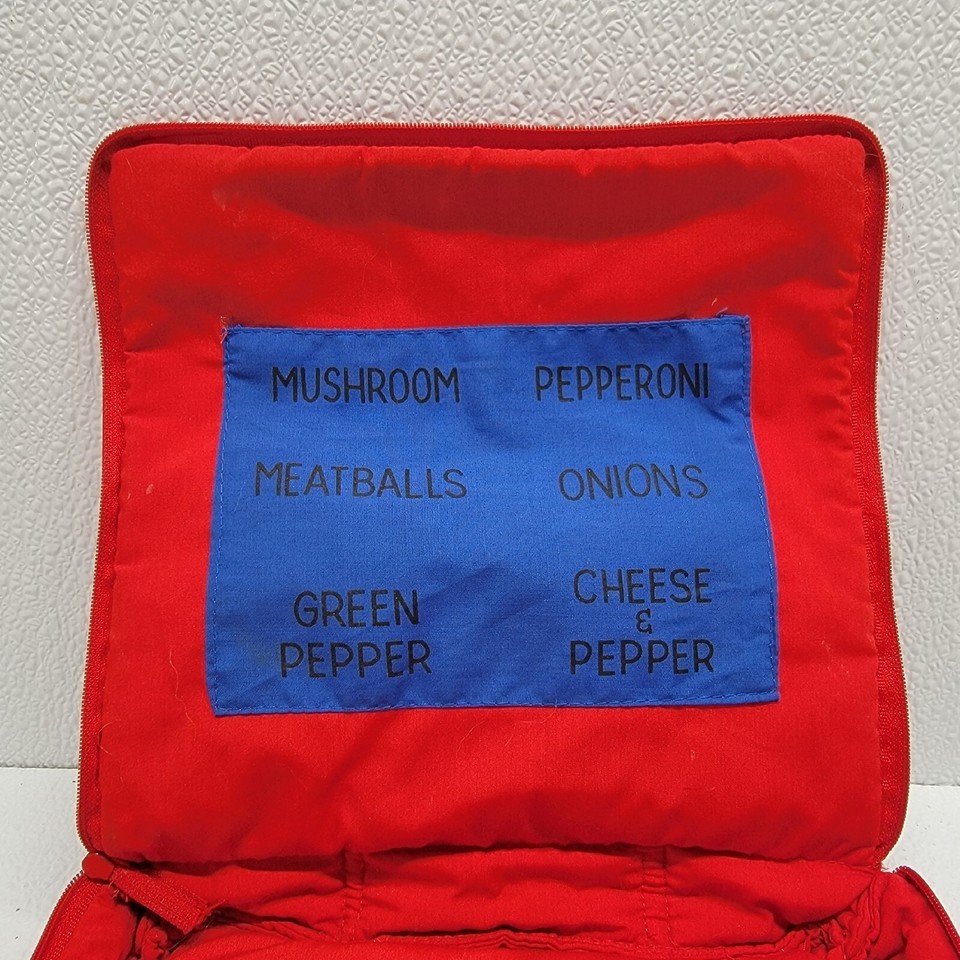 MUSHROOM PEPPERONI
MEATBALLS ONIONS
GREEN PEPPER
CHEESE & PEPPER